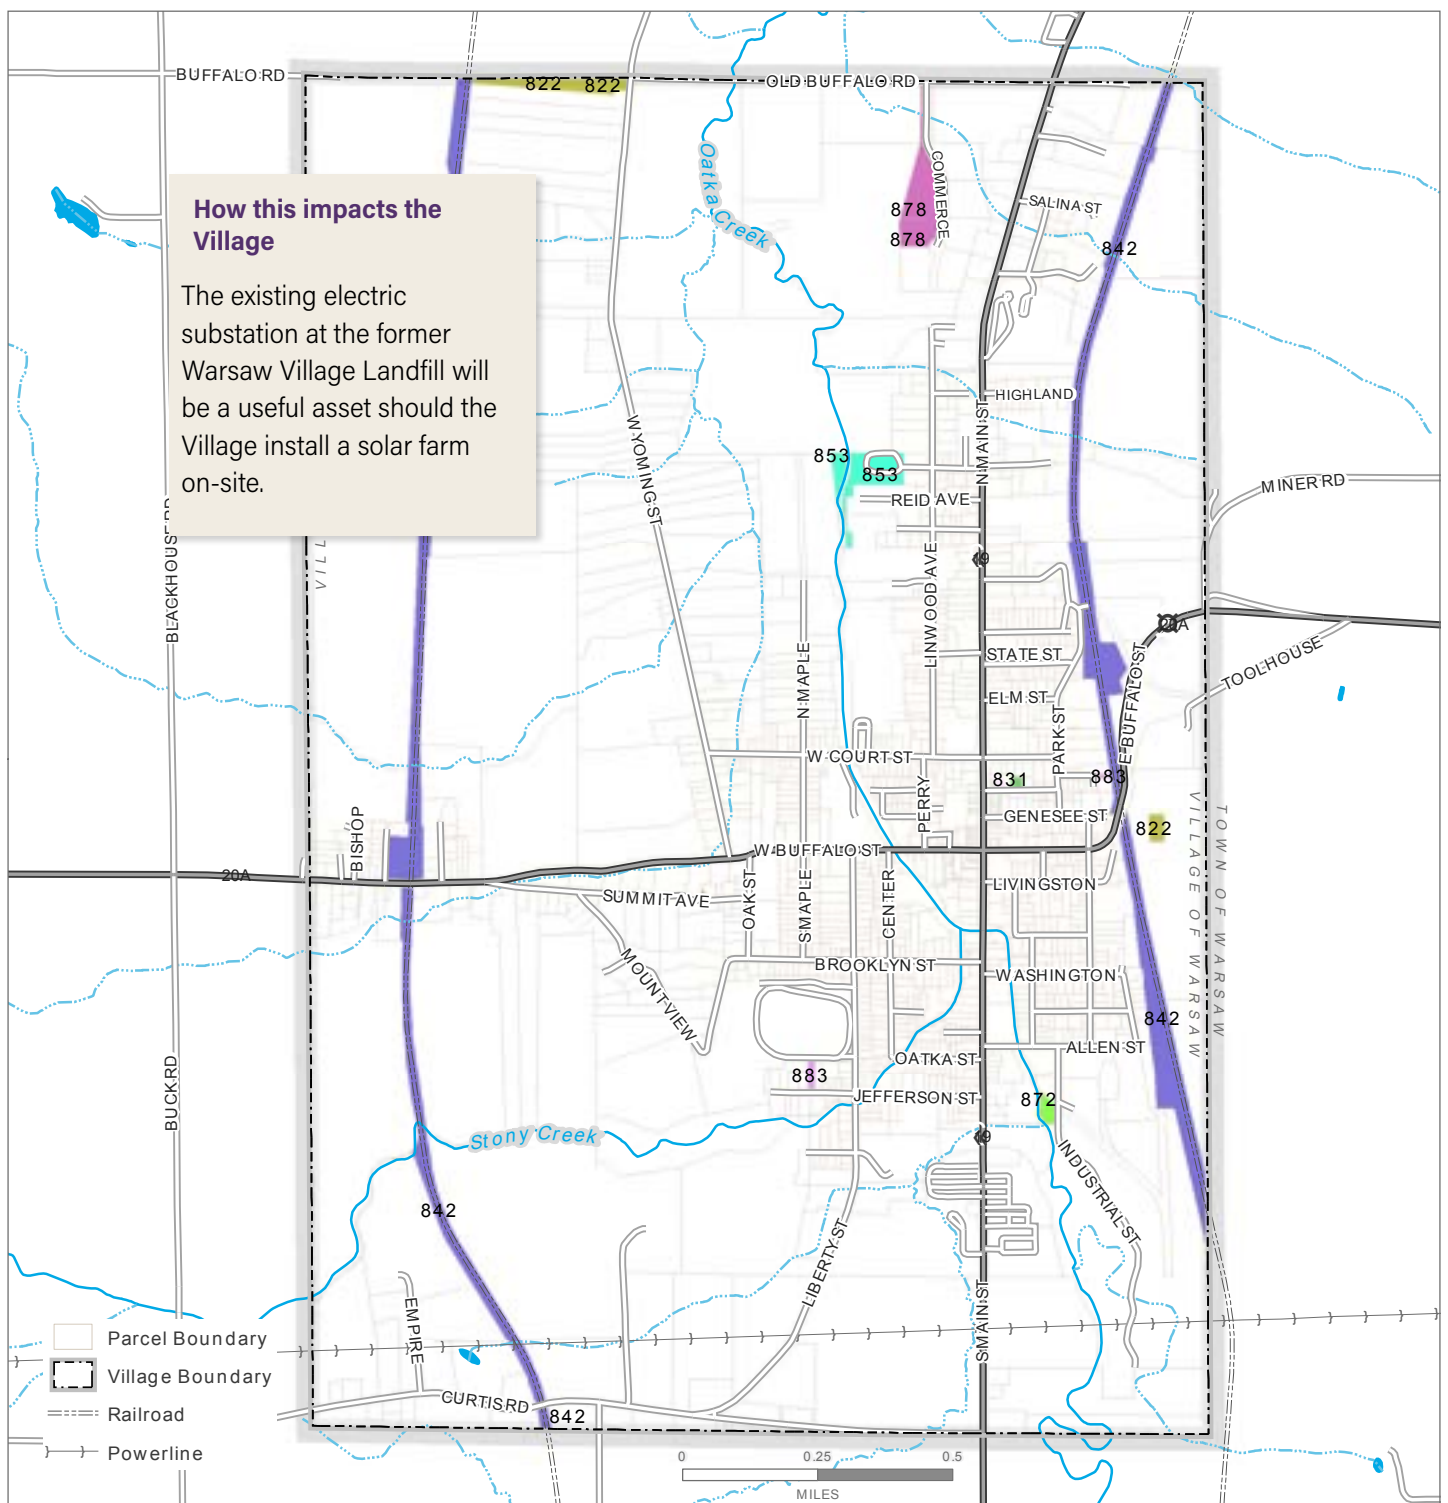 BUFFALO RD
822
822
OLD BUFFALO RD
Oatka Creek
COMMERCE
878
878
SALINA ST
842
How this impacts the
Village
The existing electric
substation at the former
Warsaw Village Landfill will
be a useful asset should the
Village install a solar farm
on-site.
HIGHLAND
N MAIN ST
WYOMING ST
853
853
REID AVE
MINER RD
BLACKHOUSE RD
VILL
19
LINWOOD AVE
20A
STATE ST
E BUFFALO ST
TOOLHOUSE
N MAPLE
ELM ST
PARK ST
W COURT ST
831
883
PERRY
GENESEE ST
822
BISHOP
W BUFFALO ST
20A
SUMMIT AVE
OAK ST
S MAPLE
CENTER
LIVINGSTON
VILLAGE OF WARSAW
TOWN OF WARSAW
MOUNT VIEW
BROOKLYN ST
WASHINGTON
842
BUCK RD
OATKA ST
ALLEN ST
883
JEFFERSON ST
872
Stony Creek
19
INDUSTRIAL ST
842
LIBERTY ST
EMPIRE
S MAIN ST
CURTIS RD
842
Parcel Boundary
Village Boundary
Railroad
Powerline
0 0.25 0.5
MILES